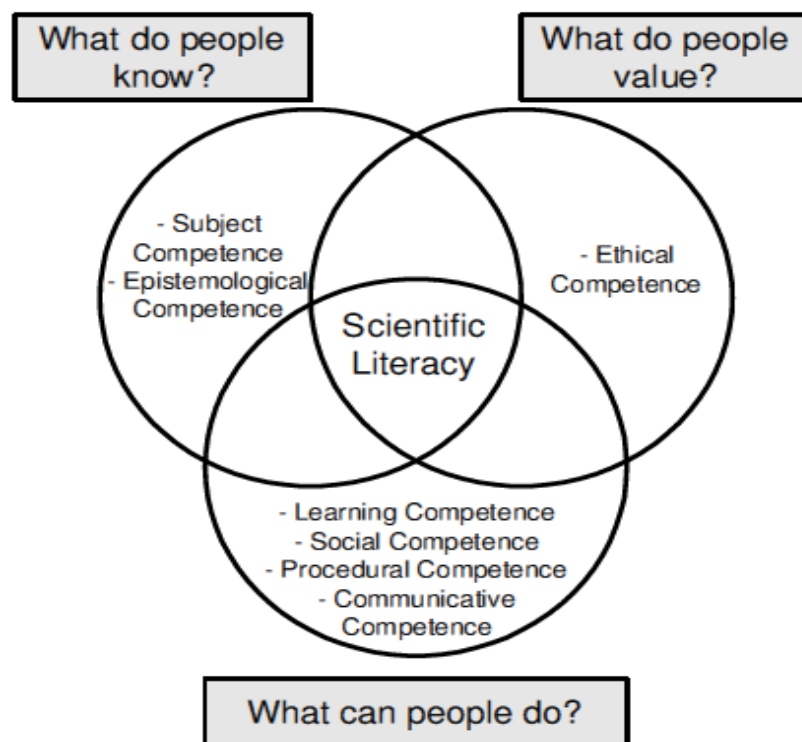 What do people
know?
What do people
value?
- Subject
Competence
- Epistemological
Competence
- Ethical
Competence
Scientific
Literacy
- Learning Competence
- Social Competence
- Procedural Competence
- Communicative
Competence
What can people do?